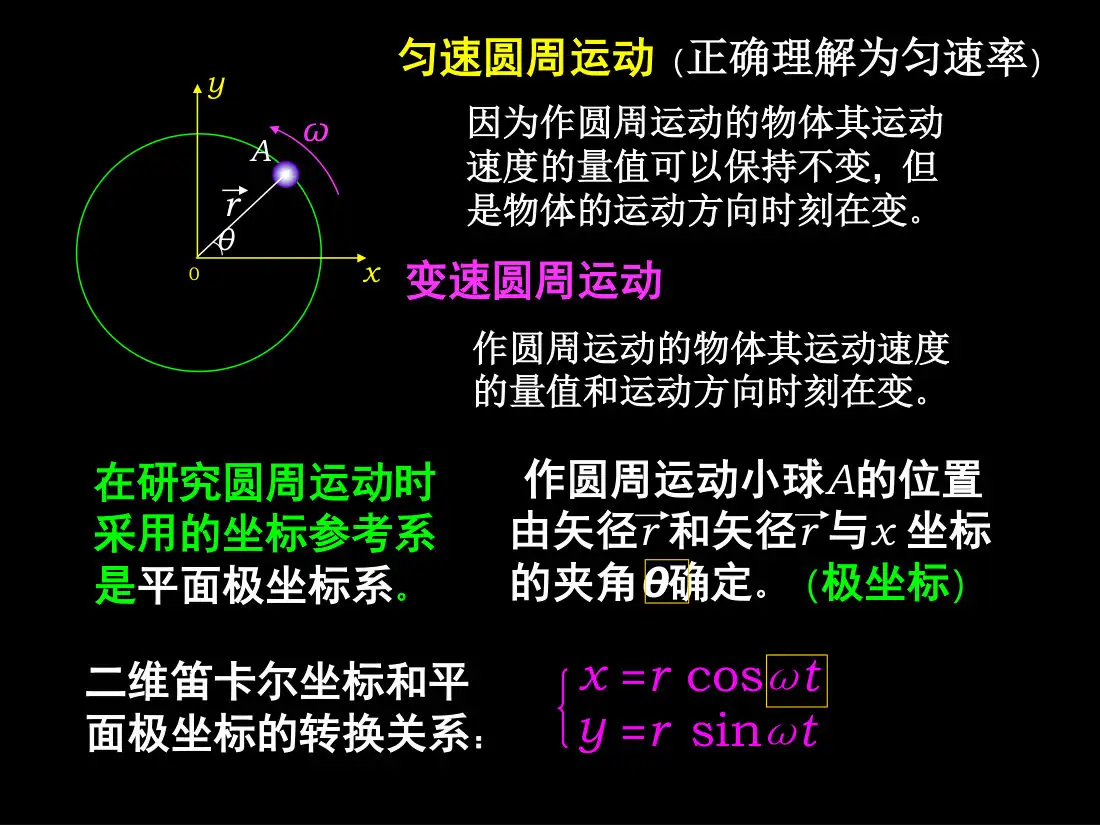 匀速圆周运动（正确理解为匀速率）
因为作圆周运动的物体其运动
速度的量值可以保持不变，但
是物体的运动方向时刻在变。
y
ω
A
r
θ
0
x
变速圆周运动
作圆周运动的物体其运动速度
的量值和运动方向时刻在变。
在研究圆周运动时
采用的坐标参考系
是平面极坐标系。
作圆周运动小球A的位置
由矢径r和矢径r与x 坐标
的夹角θ确定。（极坐标）
二维笛卡尔坐标和平
面极坐标的转换关系：
x = r cos ωt
y = r sin ωt